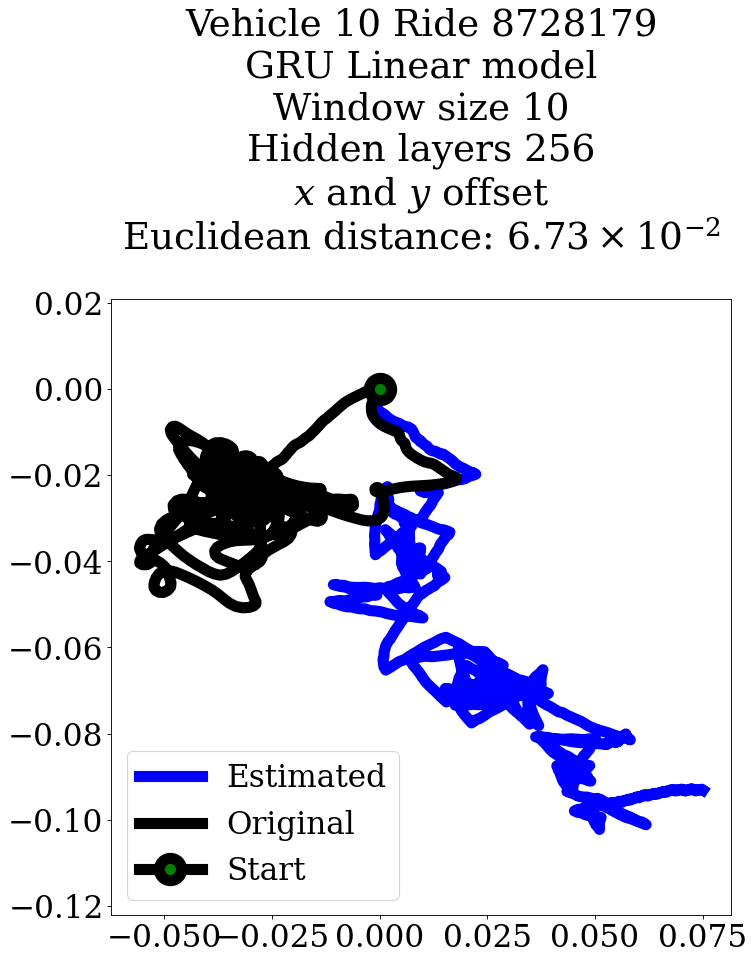 Vehicle 10 Ride 8728179
GRU Linear model
Window size 10
Hidden layers 256
x and y offset
Euclidean distance: 6.73 × 10⁻²
0.02
0.00
−0.02
−0.04
−0.06
−0.08
−0.10
−0.12
Estimated
Original
Start
−0.050 −0.025 0.000 0.025 0.050 0.075